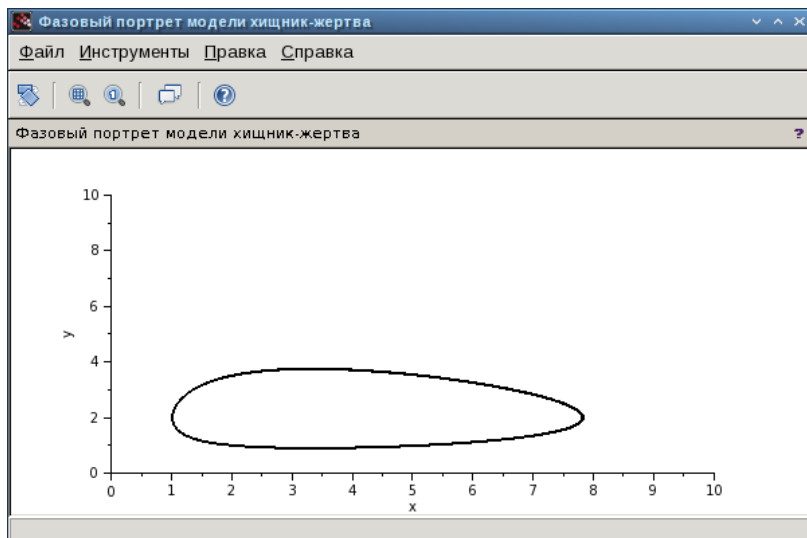 Фазовый портрет модели хищник-жертва
Файл Инструменты Правка Справка
Фазовый портрет модели хищник-жертва ?
10
8
6
y
4
2
0
0 1 2 3 4 5 6 7 8 9 10
x